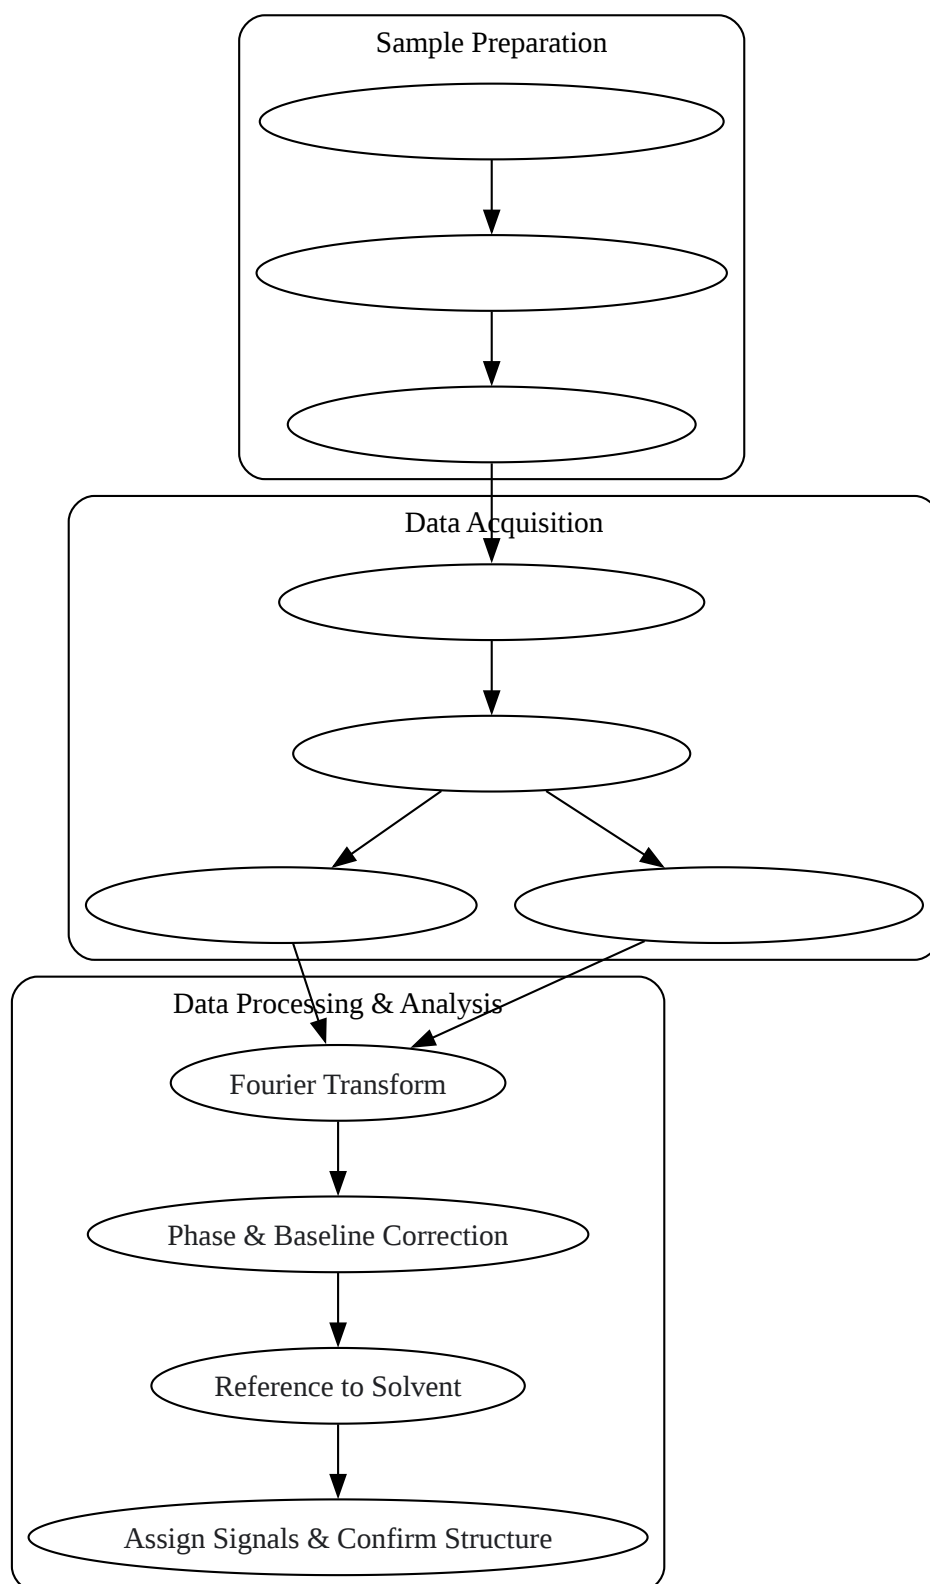 Sample Preparation
Data Acquisition
Data Processing & Analysis
Fourier Transform
Phase & Baseline Correction
Reference to Solvent
Assign Signals & Confirm Structure